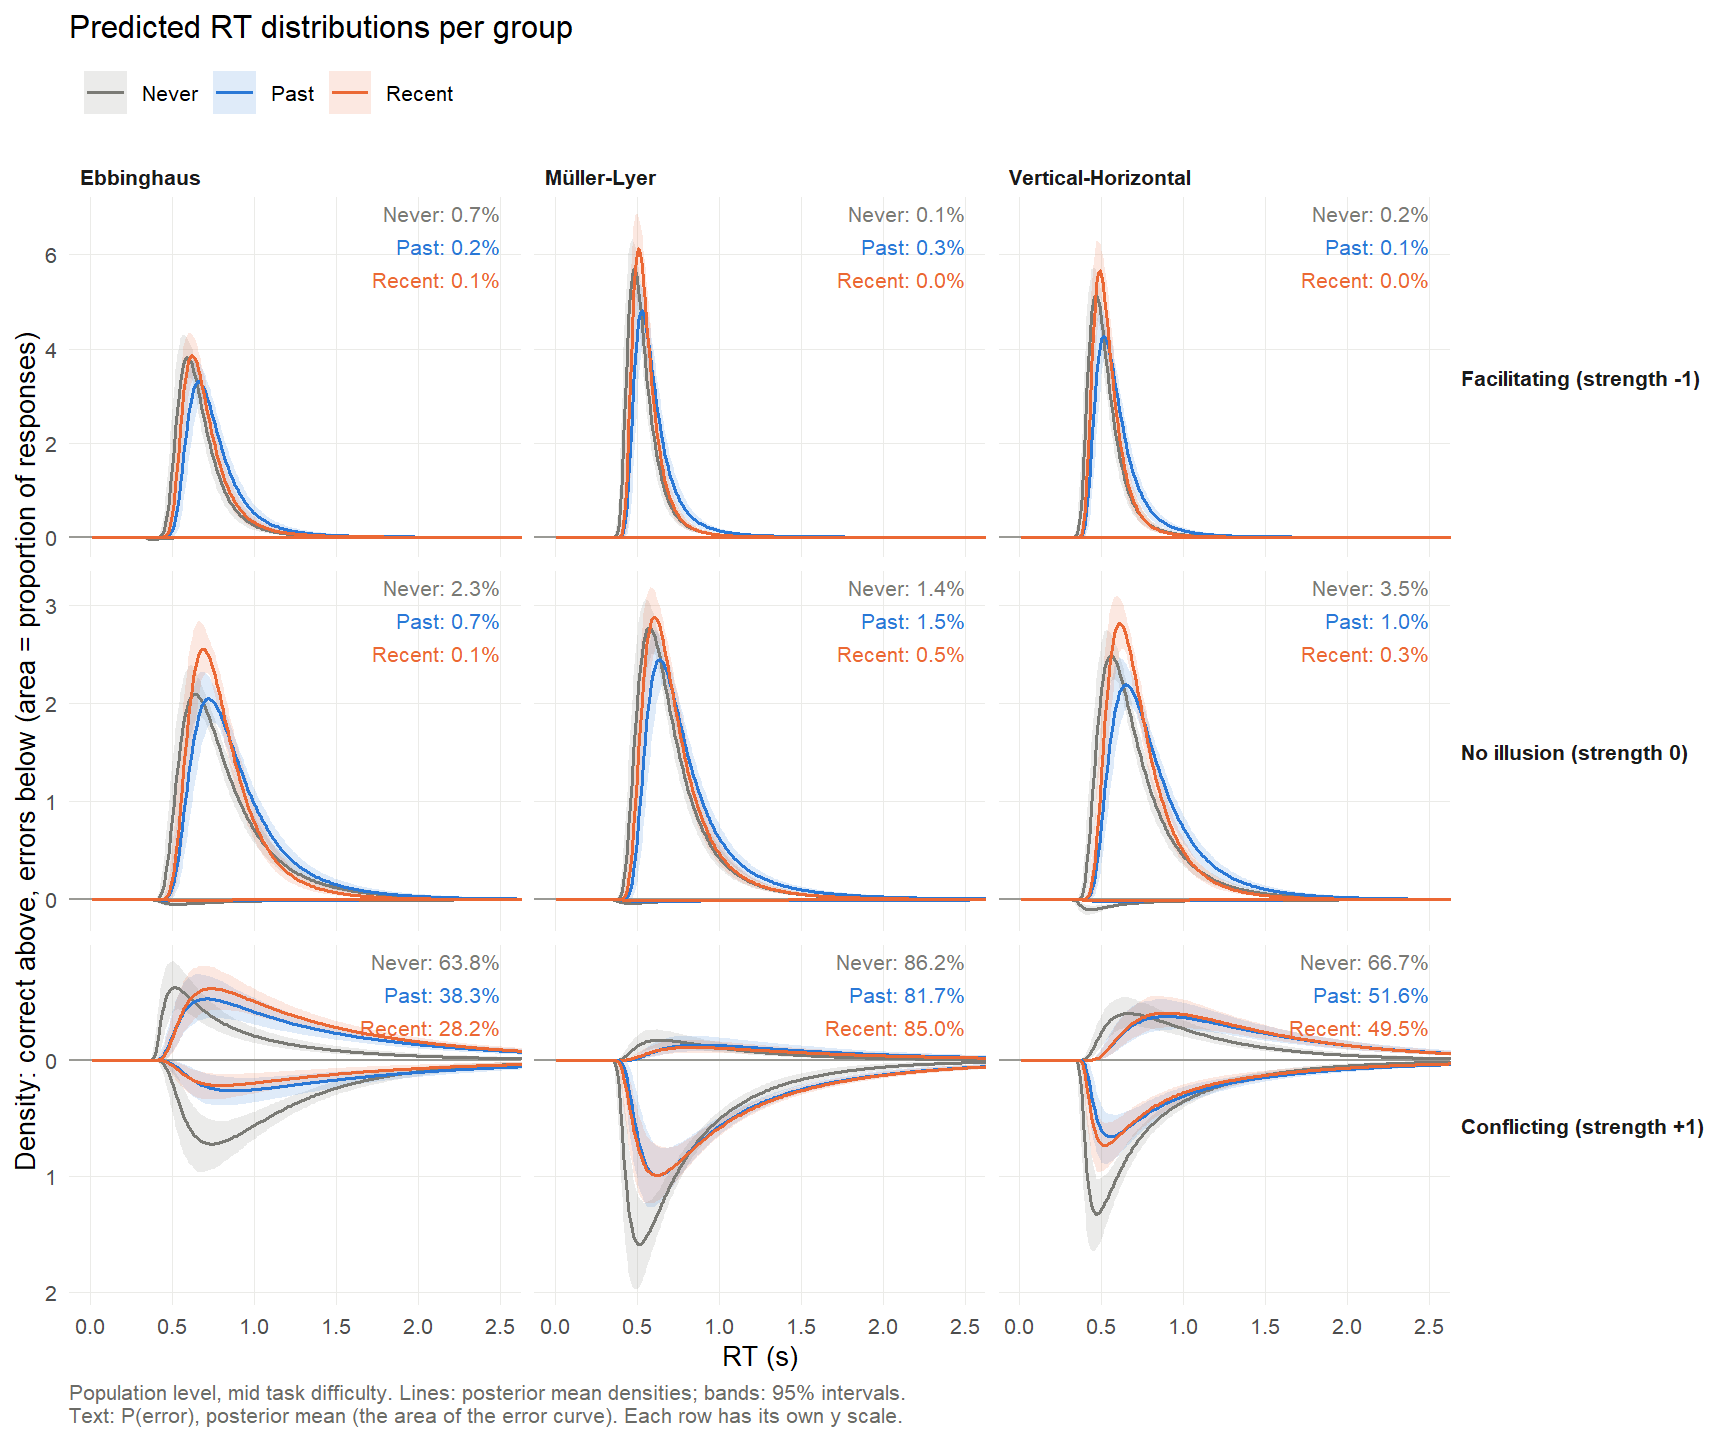 Predicted RT distributions per group
Never Past Recent
Ebbinghaus Müller-Lyer Vertical-Horizontal
Never: 0.7% Never: 0.1% Never: 0.2%
Past: 0.2% Past: 0.3% Past: 0.1%
Recent: 0.1% Recent: 0.0% Recent: 0.0%
6
4
2
0
Facilitating (strength -1)
Never: 2.3% Never: 1.4% Never: 3.5%
Past: 0.7% Past: 1.5% Past: 1.0%
Recent: 0.1% Recent: 0.5% Recent: 0.3%
3
2
1
0
No illusion (strength 0)
Never: 63.8% Never: 86.2% Never: 66.7%
Past: 38.3% Past: 81.7% Past: 51.6%
Recent: 28.2% Recent: 85.0% Recent: 49.5%
0
1
2
Conflicting (strength +1)
Density: correct above, errors below (area = proportion of responses)
0.0 0.5 1.0 1.5 2.0 2.5 0.0 0.5 1.0 1.5 2.0 2.5 0.0 0.5 1.0 1.5 2.0 2.5
RT (s)
Population level, mid task difficulty. Lines: posterior mean densities; bands: 95% intervals.
Text: P(error), posterior mean (the area of the error curve). Each row has its own y scale.